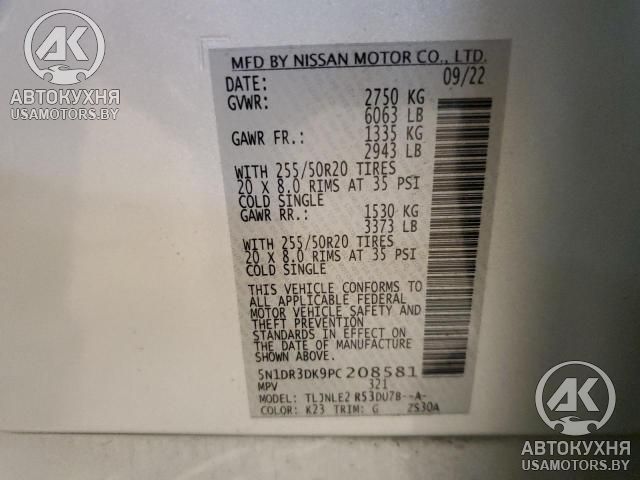 AK
АВТОКУХНЯ
USAMOTORS.BY
MFD BY NISSAN MOTOR CO., LTD.
DATE: 09/22
GVWR: 2750 KG
6063 LB
GAWR FR.: 1335 KG
2943 LB
WITH 255/50R20 TIRES
20 X 8.0 RIMS AT 35 PSI
COLD SINGLE
GAWR RR.: 1530 KG
3373 LB
WITH 255/50R20 TIRES
20 X 8.0 RIMS AT 35 PSI
COLD SINGLE
THIS VEHICLE CONFORMS TO
ALL APPLICABLE FEDERAL
MOTOR VEHICLE SAFETY AND
THEFT PREVENTION
STANDARDS IN EFFECT ON
THE DATE OF MANUFACTURE
SHOWN ABOVE.
5N1DR3DK9PC208581
MPV 321
MODEL: TLJNLE2 R53DU7B--A-
COLOR: K23 TRIM: G ZS30A
AK
АВТОКУХНЯ
USAMOTORS.BY